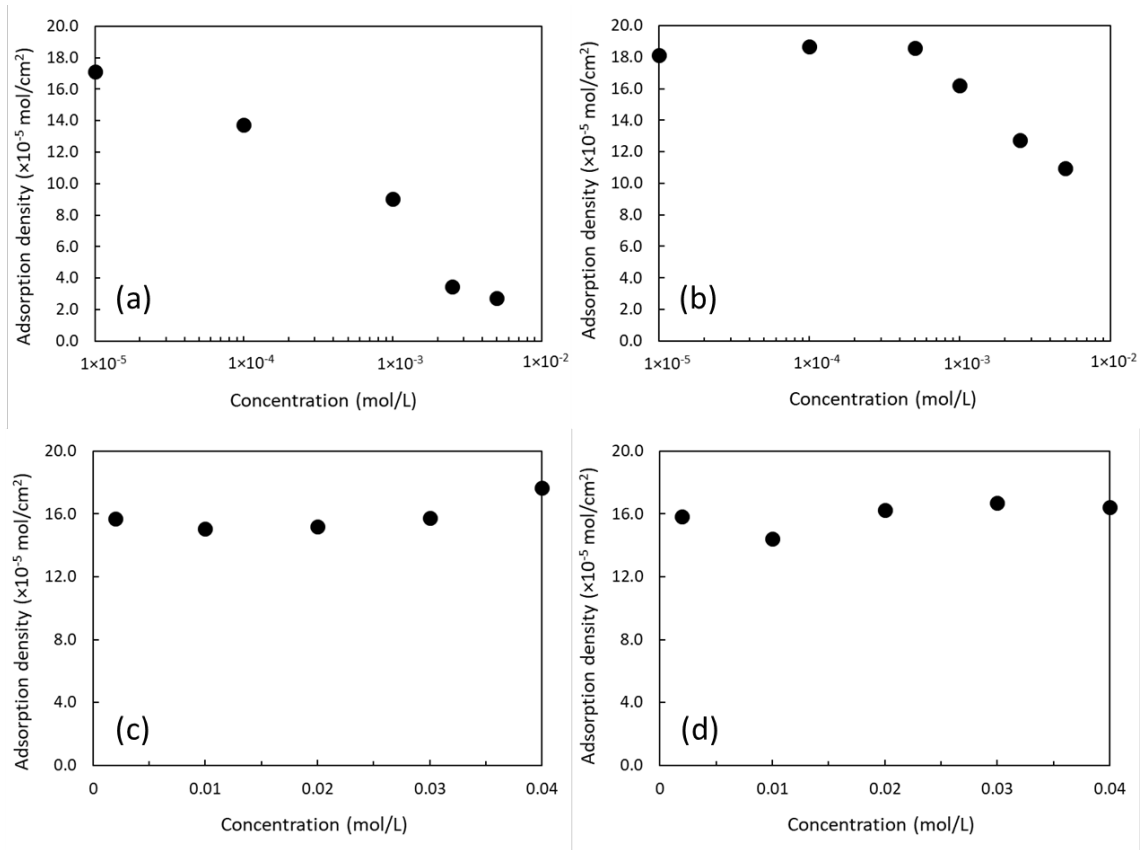 20.0
18.0
16.0
14.0
12.0
10.0
8.0
6.0
4.0
2.0
0.0
Adsorption density (×10⁻⁵ mol/cm²)
(a)
1×10⁻⁵ 1×10⁻⁴ 1×10⁻³ 1×10⁻²
Concentration (mol/L)
20.0
18.0
16.0
14.0
12.0
10.0
8.0
6.0
4.0
2.0
0.0
Adsorption density (×10⁻⁵ mol/cm²)
(b)
1×10⁻⁵ 1×10⁻⁴ 1×10⁻³ 1×10⁻²
Concentration (mol/L)
20.0
16.0
12.0
8.0
4.0
0.0
Adsorption density (×10⁻⁵ mol/cm²)
(c)
0 0.01 0.02 0.03 0.04
Concentration (mol/L)
20.0
16.0
12.0
8.0
4.0
0.0
Adsorption density (×10⁻⁵ mol/cm²)
(d)
0 0.01 0.02 0.03 0.04
Concentration (mol/L)